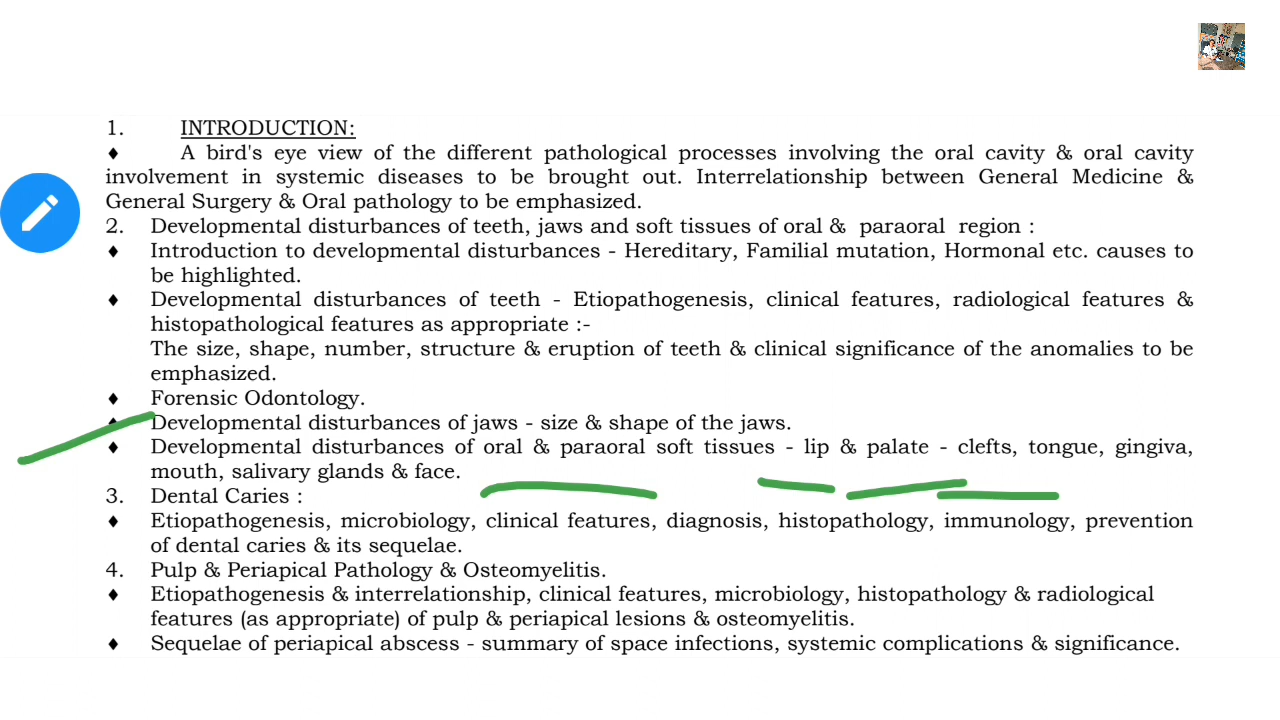 1. INTRODUCTION:
♦ A bird's eye view of the different pathological processes involving the oral cavity & oral cavity
involvement in systemic diseases to be brought out. Interrelationship between General Medicine &
General Surgery & Oral pathology to be emphasized.
2. Developmental disturbances of teeth, jaws and soft tissues of oral & paraoral region :
♦ Introduction to developmental disturbances - Hereditary, Familial mutation, Hormonal etc. causes to
be highlighted.
♦ Developmental disturbances of teeth - Etiopathogenesis, clinical features, radiological features &
histopathological features as appropriate :-
The size, shape, number, structure & eruption of teeth & clinical significance of the anomalies to be
emphasized.
♦ Forensic Odontology.
♦ Developmental disturbances of jaws - size & shape of the jaws.
♦ Developmental disturbances of oral & paraoral soft tissues - lip & palate - clefts, tongue, gingiva,
mouth, salivary glands & face.
3. Dental Caries :
♦ Etiopathogenesis, microbiology, clinical features, diagnosis, histopathology, immunology, prevention
of dental caries & its sequelae.
4. Pulp & Periapical Pathology & Osteomyelitis.
♦ Etiopathogenesis & interrelationship, clinical features, microbiology, histopathology & radiological
features (as appropriate) of pulp & periapical lesions & osteomyelitis.
♦ Sequelae of periapical abscess - summary of space infections, systemic complications & significance.